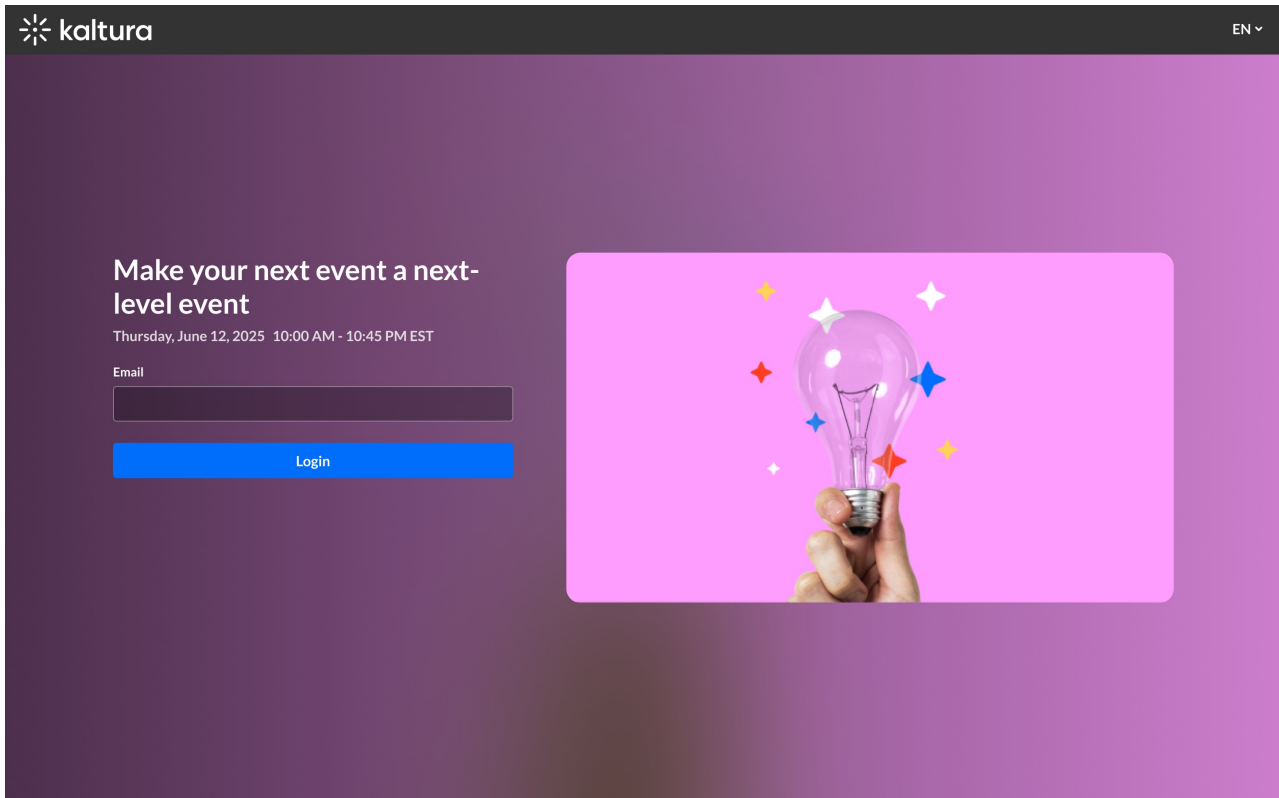 kaltura
EN
Make your next event a next-
level event
Thursday, June 12, 2025 10:00 AM - 10:45 PM EST
Email
Login